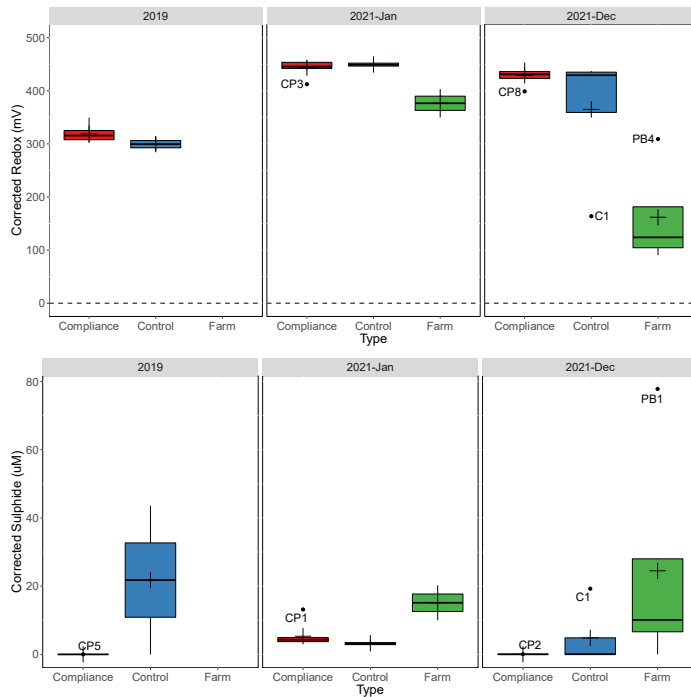 2019 2021-Jan 2021-Dec
500
400
300
200
100
0
Corrected Redox (mV)
CP3
CP8
C1
PB4
Compliance Control Farm Compliance Control Farm Compliance Control Farm
Type
2019 2021-Jan 2021-Dec
80
60
40
20
0
Corrected Sulphide (uM)
CP5
CP1
CP2
C1
PB1
Compliance Control Farm Compliance Control Farm Compliance Control Farm
Type